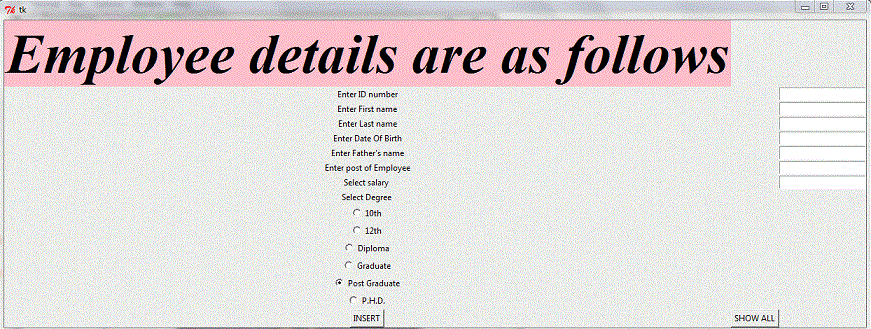 tk
Employee details are as follows
Enter ID number
Enter First name
Enter Last name
Enter Date Of Birth
Enter Father's name
Enter post of Employee
Select salary
Select Degree
10th
12th
Diploma
Graduate
Post Graduate
P.H.D.
INSERT
SHOW ALL